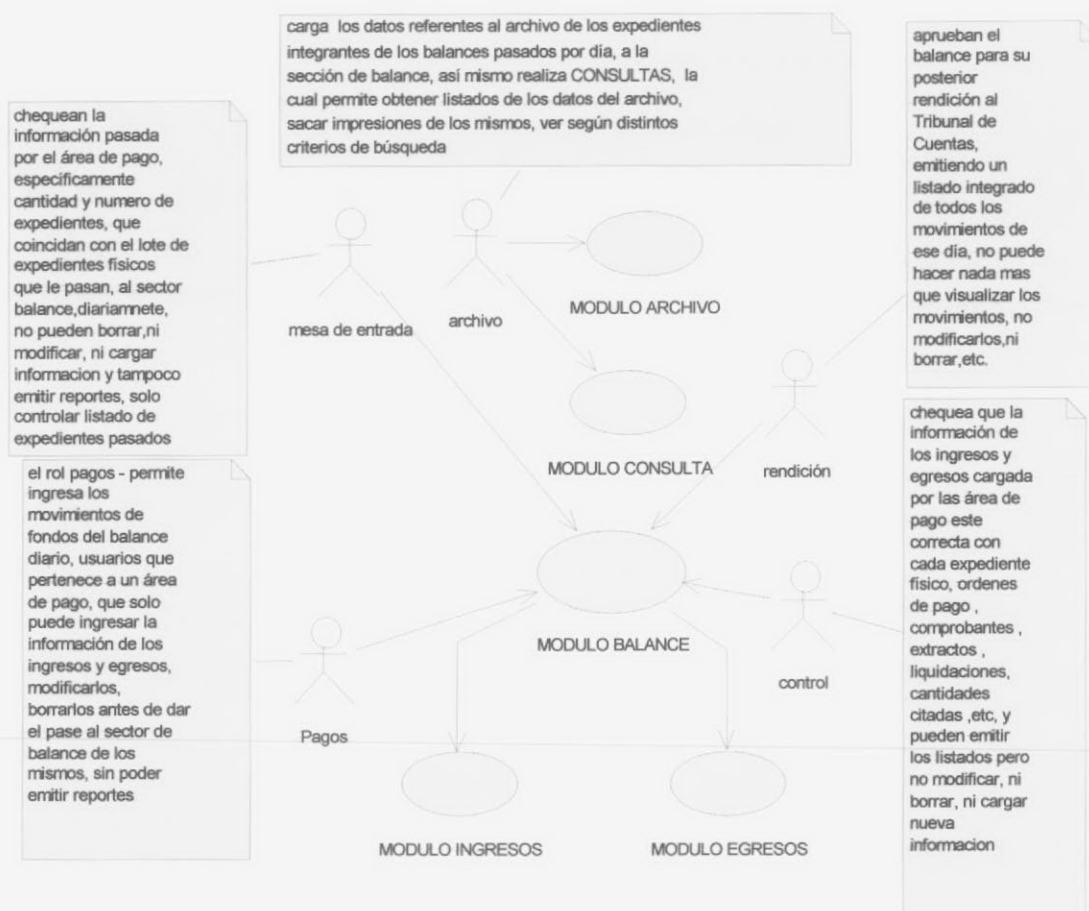 carga los datos referentes al archivo de los expedientes
integrantes de los balances pasados por día, a la
sección de balance, así mismo realiza CONSULTAS, la
cual permite obtener listados de los datos del archivo,
sacar impresiones de los mismos, ver según distintos
criterios de búsqueda
aprueban el
balance para su
posterior
rendición al
Tribunal de
Cuentas,
emitiendo un
listado integrado
de todos los
movimientos de
ese día, no puede
hacer nada mas
que visualizar los
movimientos, no
modificarlos,ni
borrar,etc.
chequean la
información pasada
por el área de pago,
especificamente
cantidad y numero de
expedientes, que
coincidan con el lote de
expedientes físicos
que le pasan, al sector
balance,diariamnete,
no pueden borrar,ni
modificar, ni cargar
informacion y tampoco
emitir reportes, solo
controlar listado de
expedientes pasados
mesa de entrada
archivo
MODULO ARCHIVO
MODULO CONSULTA
rendición
el rol pagos - permite
ingresa los
movimientos de
fondos del balance
diario, usuarios que
pertenece a un área
de pago, que solo
puede ingresar la
información de los
ingresos y egresos,
modificarlos,
borrarlos antes de dar
el pase al sector de
balance de los
mismos, sin poder
emitir reportes
chequea que la
información de
los ingresos y
egresos cargada
por las área de
pago este
correcta con
cada expediente
físico, ordenes
de pago ,
comprobantes ,
extractos ,
liquidaciones,
cantidades
citadas ,etc, y
pueden emitir
los listados pero
no modificar, ni
borrar, ni cargar
nueva
informacion
MODULO BALANCE
control
Pagos
MODULO INGRESOS
MODULO EGRESOS